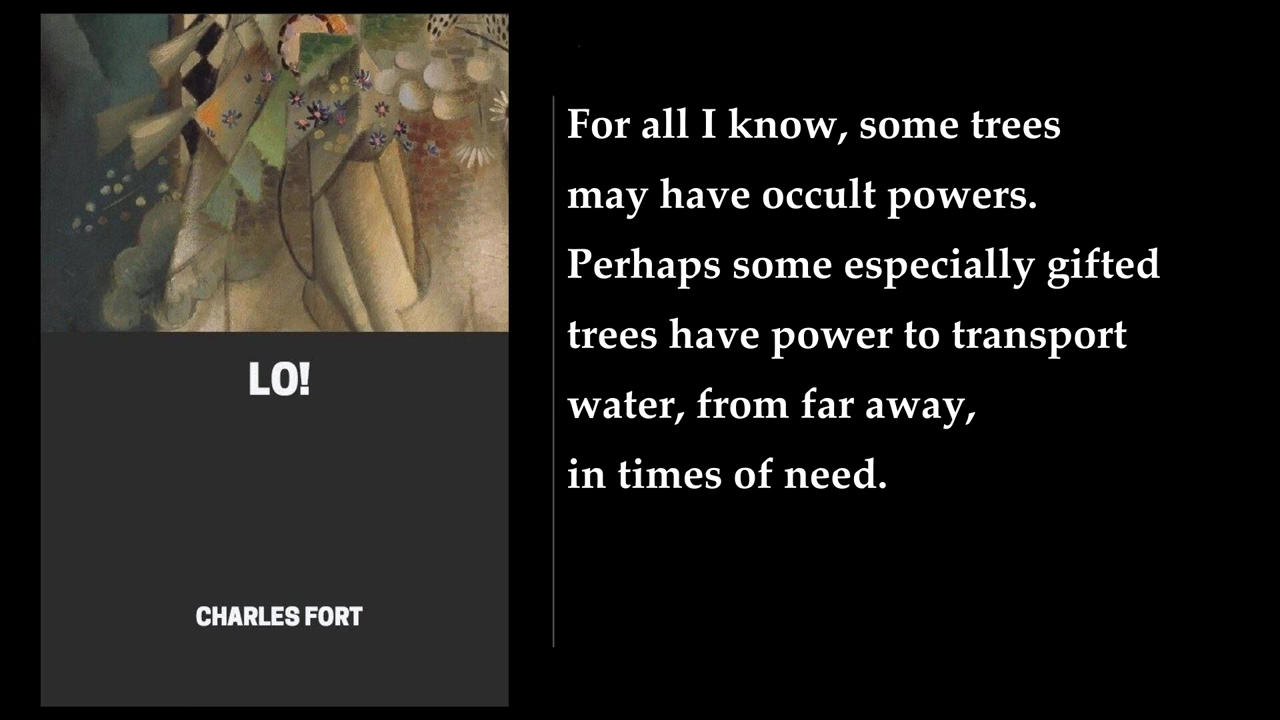 LO!
CHARLES FORT
For all I know, some trees
may have occult powers.
Perhaps some especially gifted
trees have power to transport
water, from far away,
in times of need.